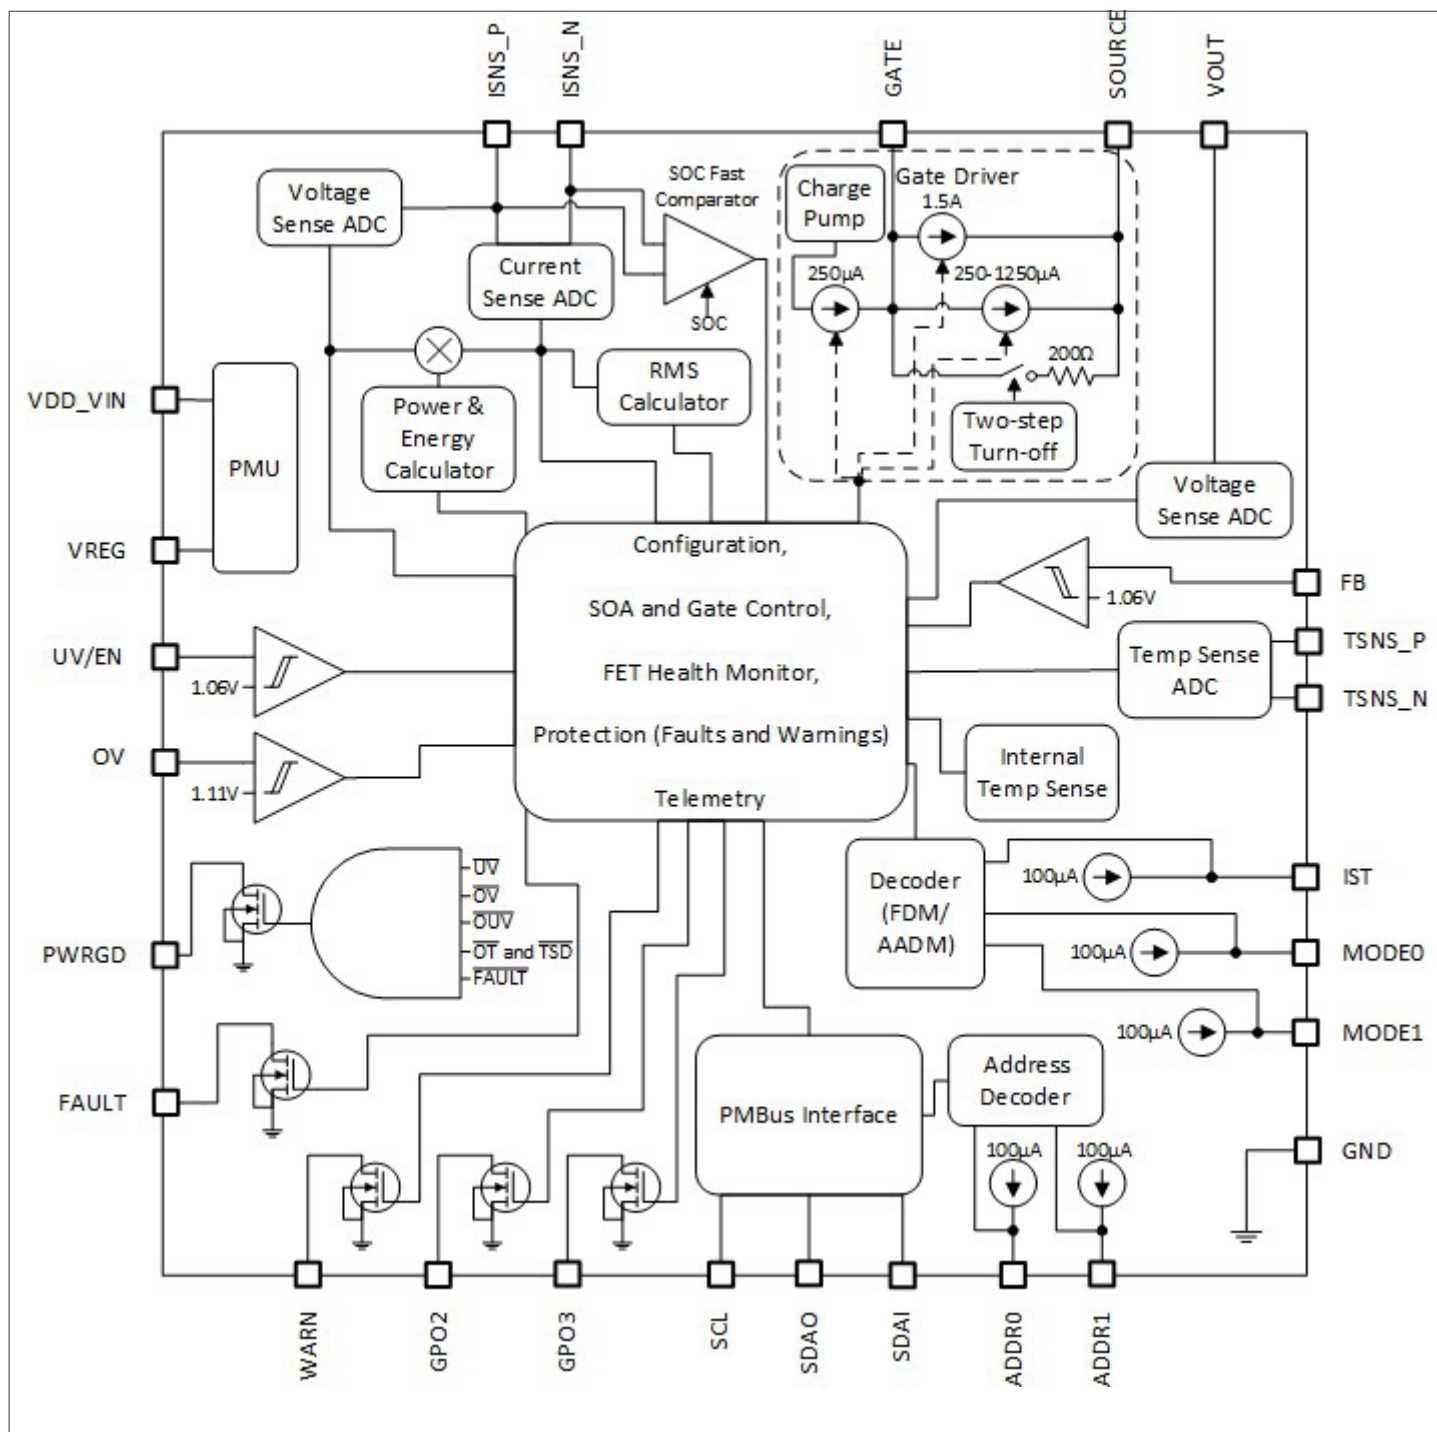 ISNS_P
ISNS_N
GATE
SOURCE
VOUT
Voltage
Sense ADC
SOC Fast
Comparator
Gate Driver
Charge
Pump
1.5A
Current
Sense ADC
250µA
250-1250µA
SOC
200Ω
RMS
Calculator
VDD_VIN
PMU
Power &
Energy
Calculator
Two-step
Turn-off
Voltage
Sense ADC
VREG
Configuration,
SOA and Gate Control,
FET Health Monitor,
Protection (Faults and Warnings)
Telemetry
1.06V
FB
UV/EN
1.06V
Temp Sense
ADC
TSNS_P
TSNS_N
OV
1.11V
Internal
Temp Sense
UV
OV
OUV
OT and TSD
FAULT
Decoder
(FDM/
AADM)
100µA
IST
PWRGD
100µA
MODE0
100µA
MODE1
FAULT
PMBus Interface
Address
Decoder
100µA
100µA
GND
WARN
GPO2
GPO3
SCL
SDAO
SDAI
ADDR0
ADDR1